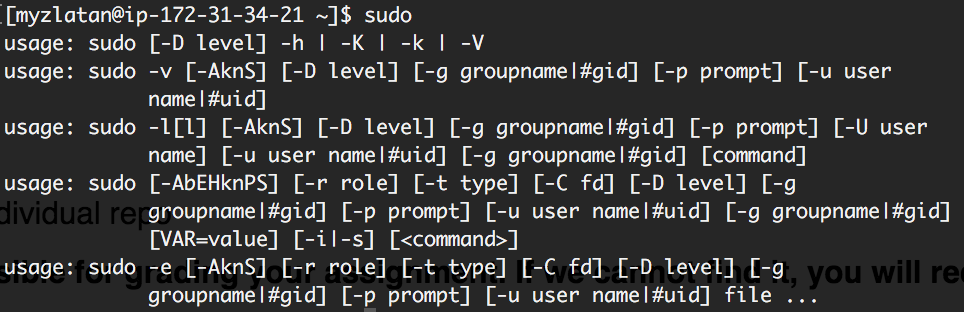 [myzlatan@ip-172-31-34-21 ~]$ sudo
usage: sudo [-D level] -h | -K | -k | -V
usage: sudo -v [-AknS] [-D level] [-g groupname|#gid] [-p prompt] [-u user
name|#uid]
usage: sudo -l[l] [-AknS] [-D level] [-g groupname|#gid] [-p prompt] [-U user
name] [-u user name|#uid] [-g groupname|#gid] [command]
usage: sudo [-AbEHknPS] [-r role] [-t type] [-C fd] [-D level] [-g
dividual repo
groupname|#gid] [-p prompt] [-u user name|#uid] [-g groupname|#gid]
[VAR=value] [-i|-s] [<command>]
usage: sudo -e [-AknS] [-r role] [-t type] [-C fd] [-D level] [-g
sible for grading your assignment. If we cannot find it, you will rec
groupname|#gid] [-p prompt] [-u user name|#uid] file ...